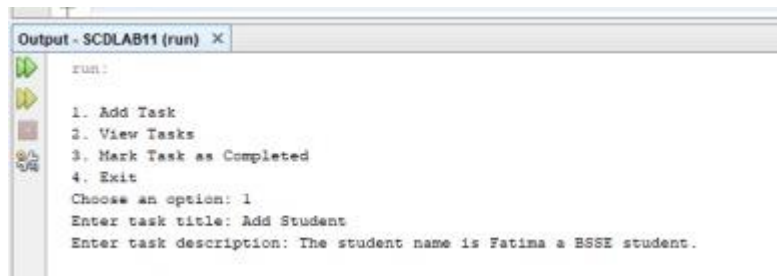 Output - SCDLAB11 (run) ×
run:
1. Add Task
2. View Tasks
3. Mark Task as Completed
4. Exit
Choose an option: 1
Enter task title: Add Student
Enter task description: The student name is Fatima a BSSE student.